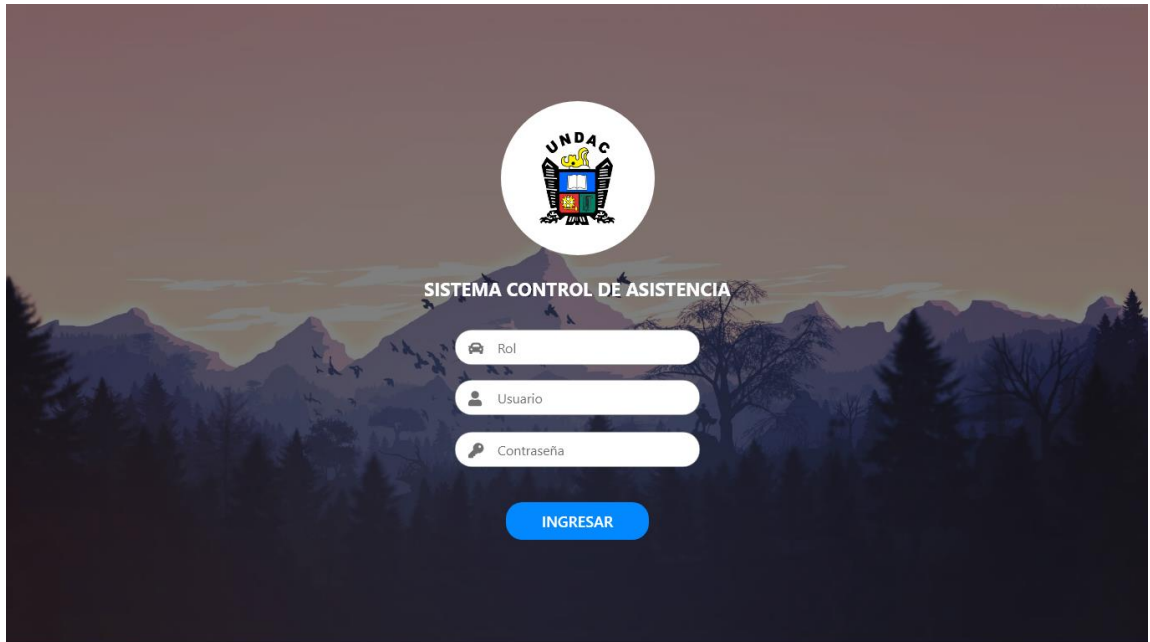 UNDAC
SISTEMA CONTROL DE ASISTENCIA
Rol
Usuario
Contraseña
INGRESAR